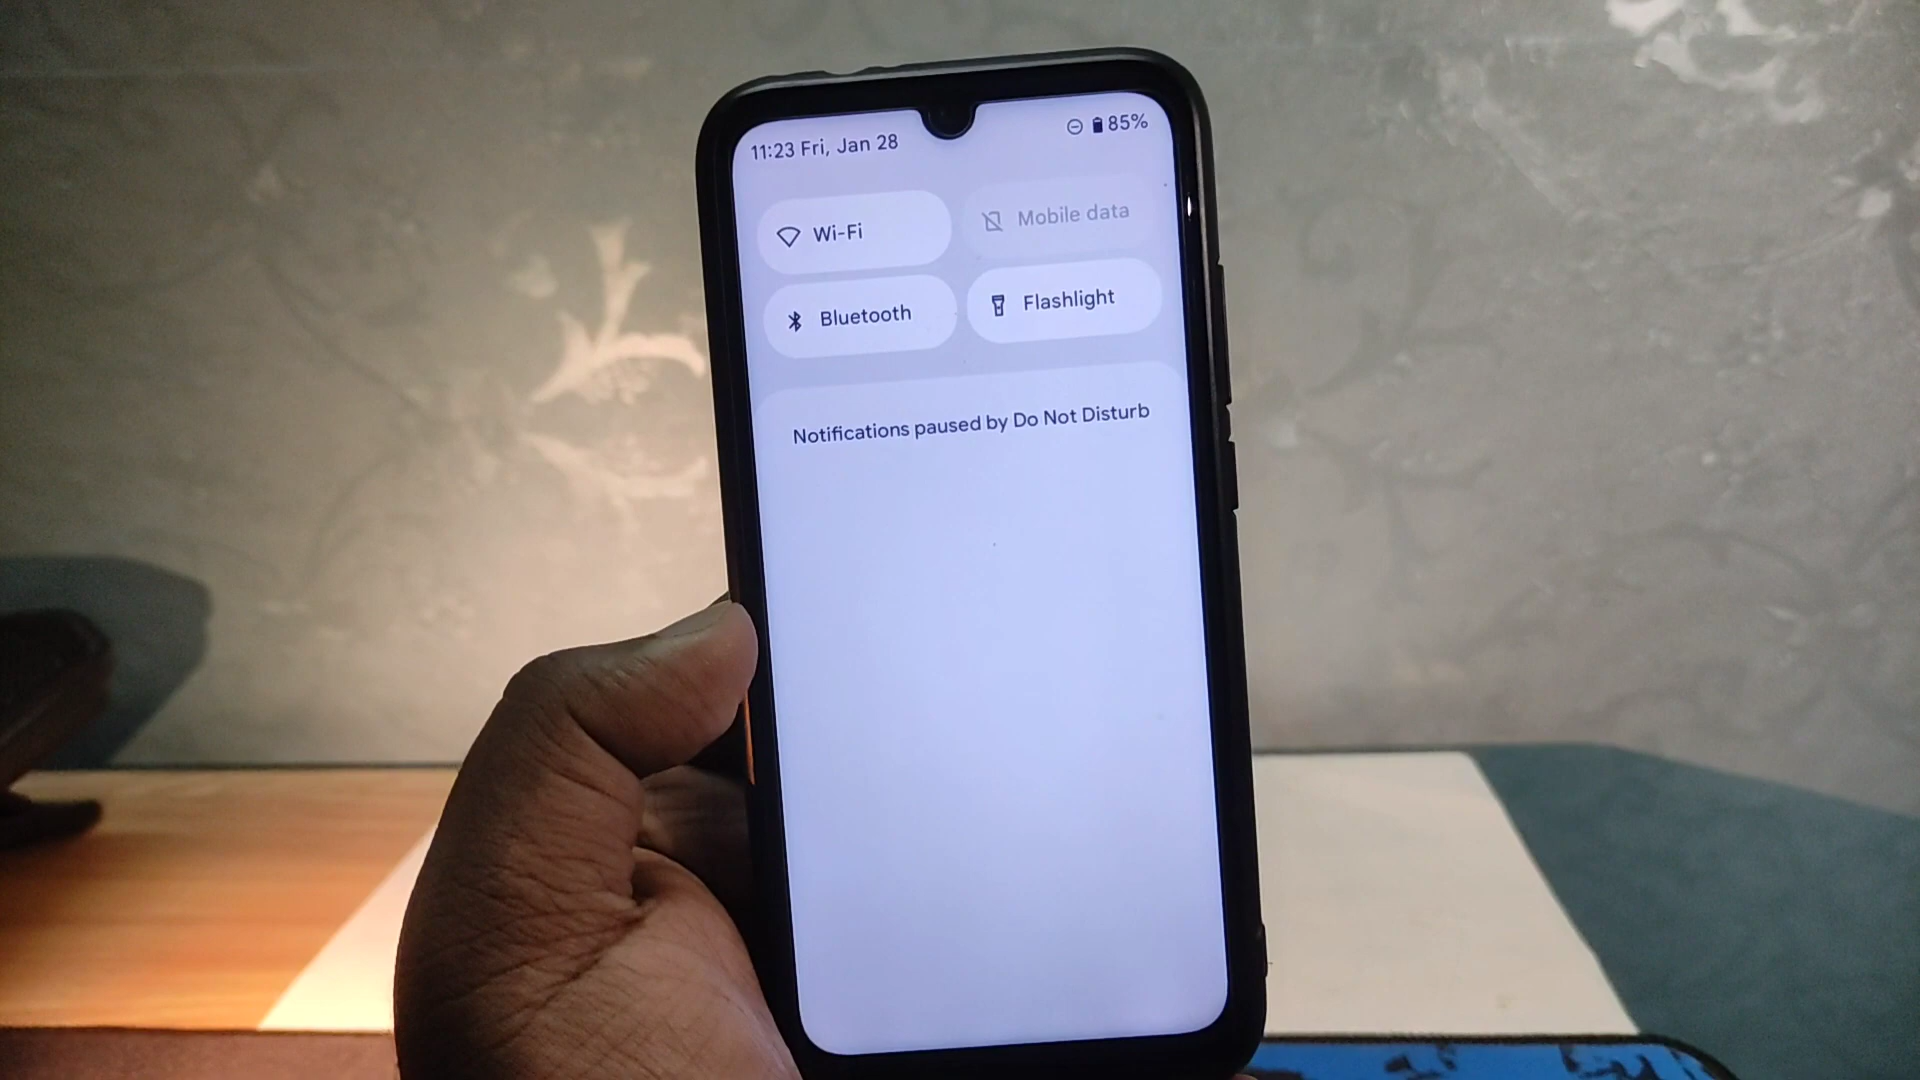 11:23 Fri, Jan 28 85%
Wi-Fi Mobile data
Bluetooth Flashlight
Notifications paused by Do Not Disturb